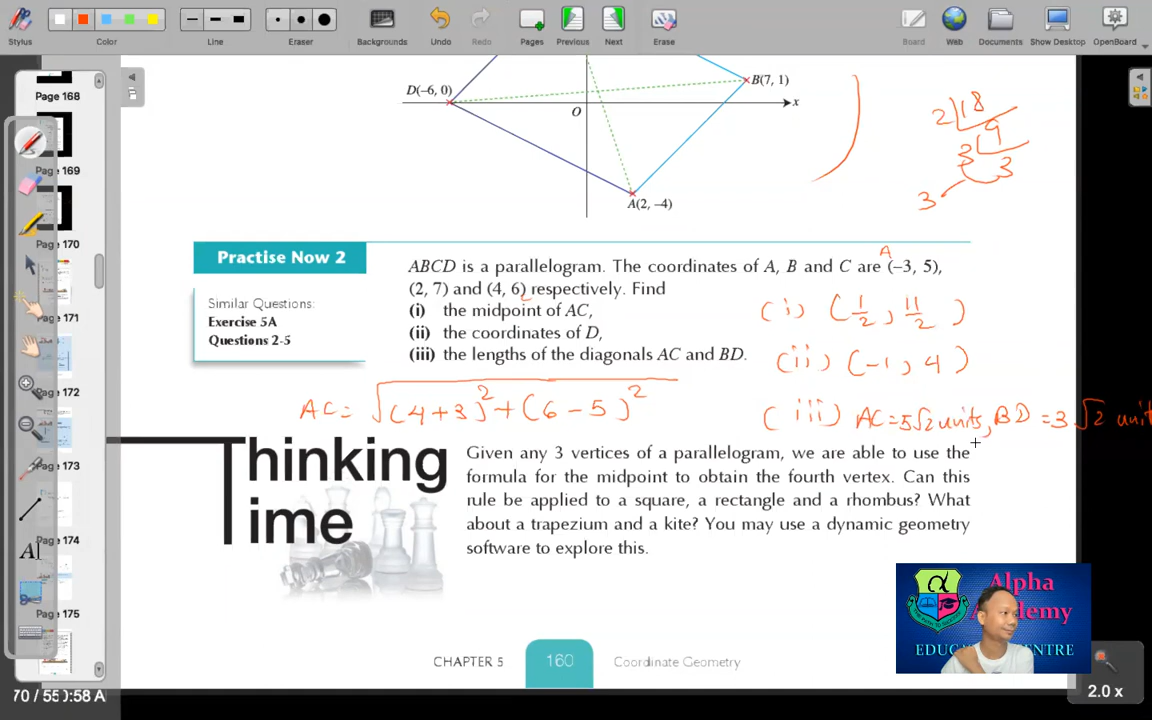 Stylus
Color
Line
Eraser
Backgrounds
Undo
Redo
Pages
Previous
Next
Erase
Board
Web
Documents
Show Desktop
OpenBoard
Page 168
Page 169
Page 170
Page 171
Page 172
Page 173
Page 174
Page 175
70 / 55
0:58 A
A
D(–6, 0)
B(7, 1)
O
x
A(2, –4)
2 18
3 9
3
3
Practise Now 2
Similar Questions:
Exercise 5A
Questions 2-5
A
ABCD is a parallelogram. The coordinates of A, B and C are (–3, 5),
(2, 7) and (4, 6) respectively. Find
(i) the midpoint of AC,
(ii) the coordinates of D,
(iii) the lengths of the diagonals AC and BD.
(i) (1/2, 11/2)
(ii) (-1, 4)
(iii) AC=5√2 units, BD =3√2 unit
AC= √(4+3)²+(6-5)²
Thinking
Time
Given any 3 vertices of a parallelogram, we are able to use the
formula for the midpoint to obtain the fourth vertex. Can this
rule be applied to a square, a rectangle and a rhombus? What
about a trapezium and a kite? You may use a dynamic geometry
software to explore this.
CHAPTER 5
160
Coordinate Geometry
Alpha
Academy
EDUC
ENTRE
2.0 x